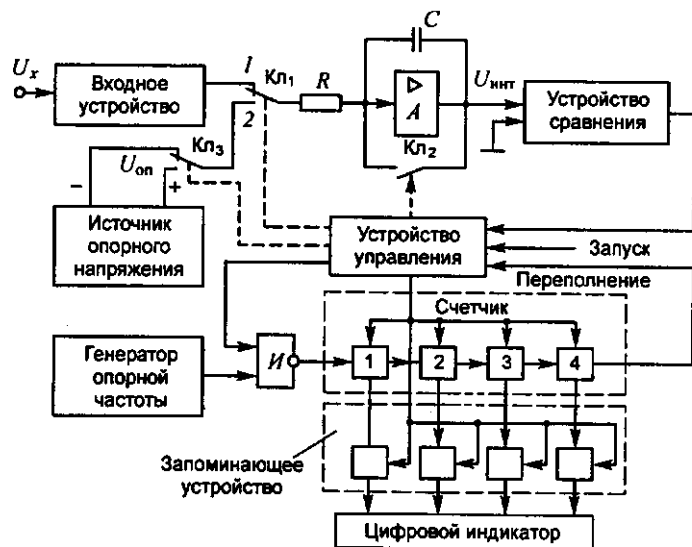 C
U_x
Входное
устройство
1
Кл₁
R
A
U_инт
Устройство
сравнения
2
Кл₂
Кл₃
U_оп
−
+
Источник
опорного
напряжения
Устройство
управления
Запуск
Переполнение
Счетчик
Генератор
опорной
частоты
И
1
2
3
4
Запоминающее
устройство
Цифровой индикатор